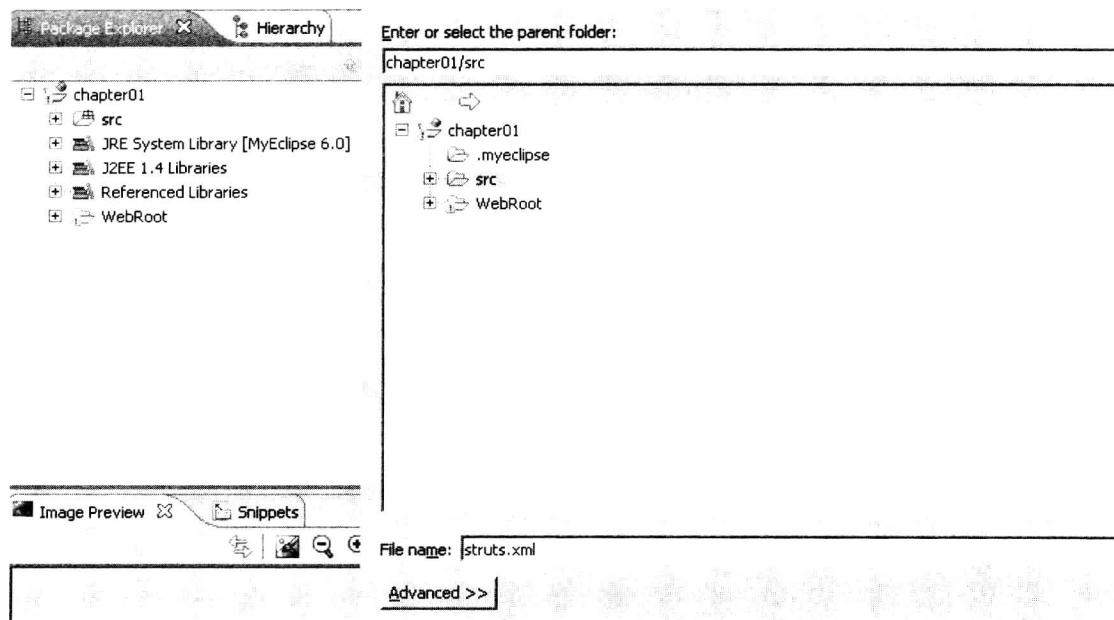 Package Explorer
Hierarchy
chapter01
src
JRE System Library [MyEclipse 6.0]
J2EE 1.4 Libraries
Referenced Libraries
WebRoot
Image Preview
Snippets
Enter or select the parent folder:
chapter01/src
chapter01
.myeclipse
src
WebRoot
File name: struts.xml
Advanced >>